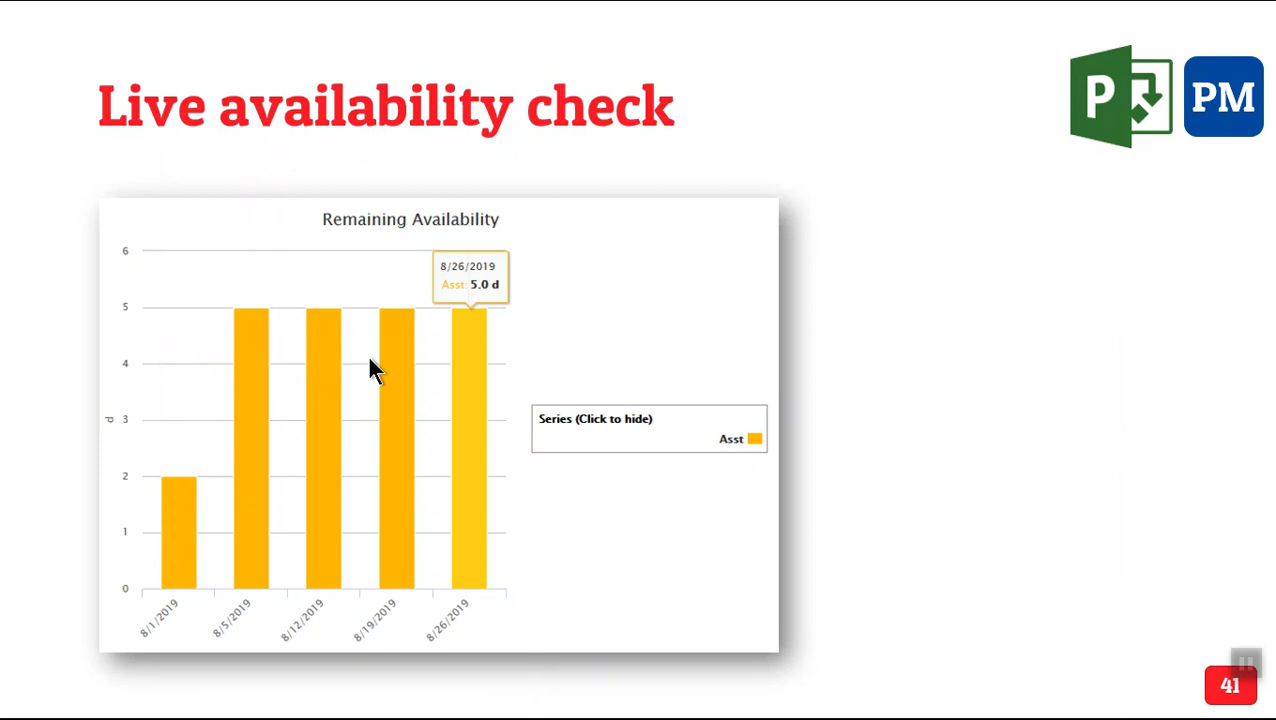 Live availability check
P
PM
Remaining Availability
6
5
4
3
2
1
0
d
8/26/2019
Asst: 5.0 d
8/1/2019
8/5/2019
8/12/2019
8/19/2019
8/26/2019
Series (Click to hide)
Asst
41